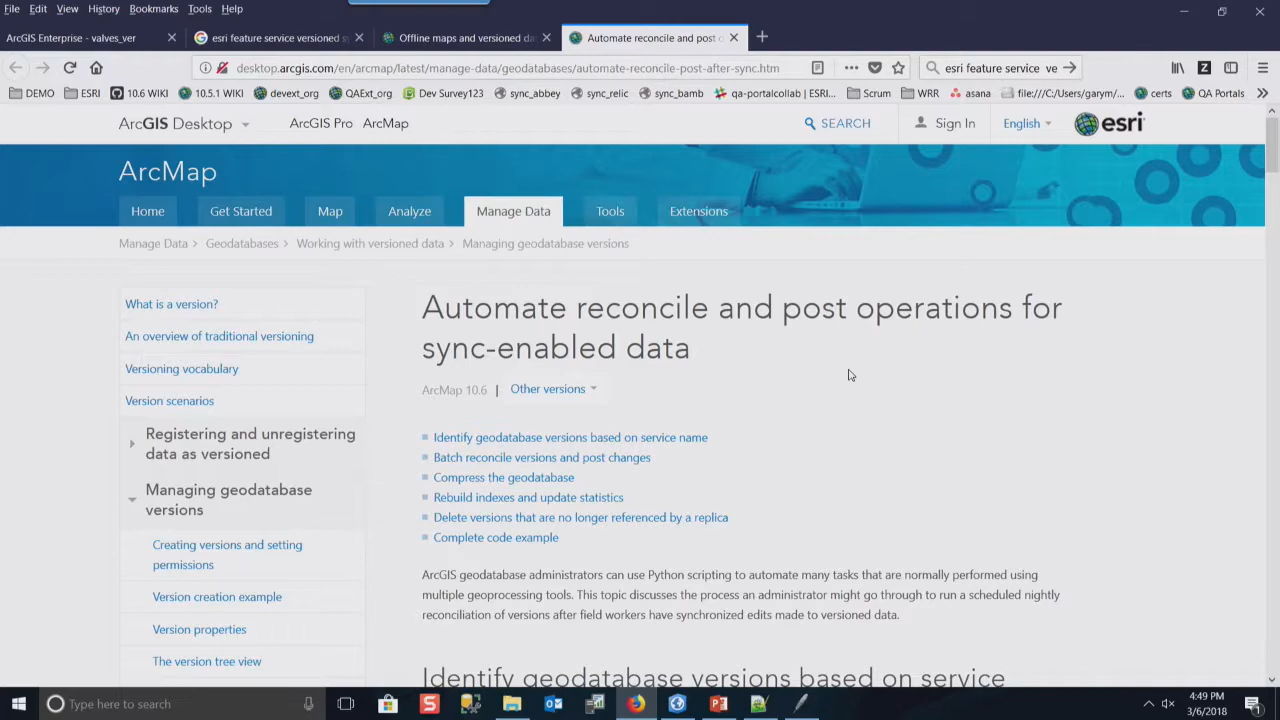 File Edit View History Bookmarks Tools Help
ArcGIS Enterprise - valves_ver
esri feature service versioned s
Offline maps and versioned da
Automate reconcile and post o
desktop.arcgis.com/en/arcmap/latest/manage-data/geodatabases/automate-reconcile-post-after-sync.htm
esri feature service ve
DEMO ESRI 10.6 WIKI 10.5.1 WIKI devext_org QAExt_org Dev Survey123 sync_abbey sync_relic sync_bamb qa-portalcollab | ESRI... Scrum WRR asana file:///C:/Users/garym/... certs QA Portals
ArcGIS Desktop ArcGIS Pro ArcMap SEARCH Sign In English esri
ArcMap
Home Get Started Map Analyze Manage Data Tools Extensions
Manage Data > Geodatabases > Working with versioned data > Managing geodatabase versions
What is a version?
An overview of traditional versioning
Versioning vocabulary
Version scenarios
Registering and unregistering
data as versioned
Managing geodatabase
versions
Creating versions and setting
permissions
Version creation example
Version properties
The version tree view
Automate reconcile and post operations for
sync-enabled data
ArcMap 10.6 | Other versions
Identify geodatabase versions based on service name
Batch reconcile versions and post changes
Compress the geodatabase
Rebuild indexes and update statistics
Delete versions that are no longer referenced by a replica
Complete code example
ArcGIS geodatabase administrators can use Python scripting to automate many tasks that are normally performed using
multiple geoprocessing tools. This topic discusses the process an administrator might go through to run a scheduled nightly
reconciliation of versions after field workers have synchronized edits made to versioned data.
Identify geodatabase versions based on service
Type here to search
4:49 PM
3/6/2018